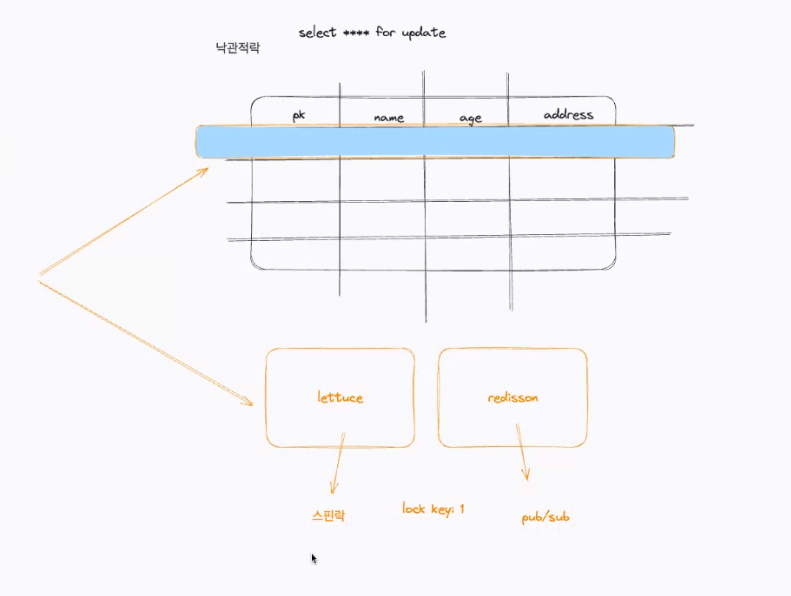 select **** for update
낙관적락
pk name age address
lettuce redisson
스핀락 lock key: 1 pub/sub